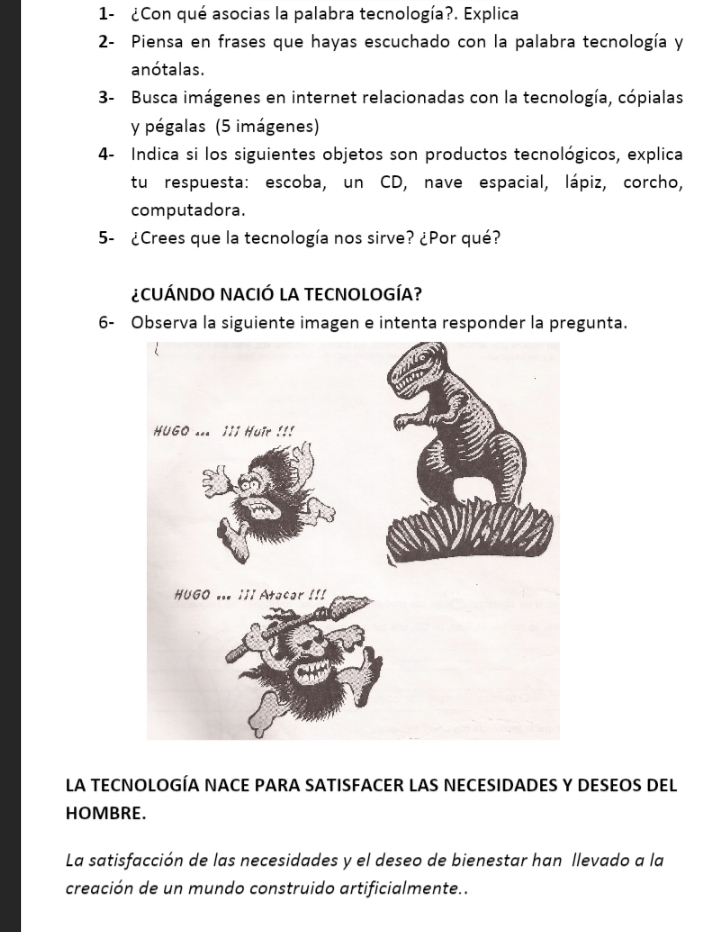 1- ¿Con qué asocias la palabra tecnología?. Explica
2- Piensa en frases que hayas escuchado con la palabra tecnología y
anótalas.
3- Busca imágenes en internet relacionadas con la tecnología, cópialas
y pégalas (5 imágenes)
4- Indica si los siguientes objetos son productos tecnológicos, explica
tu respuesta: escoba, un CD, nave espacial, lápiz, corcho,
computadora.
5- ¿Crees que la tecnología nos sirve? ¿Por qué?
¿CUÁNDO NACIÓ LA TECNOLOGÍA?
6- Observa la siguiente imagen e intenta responder la pregunta.
HUGO ... ¡¡¡ Huír !!!
HUGO ... ¡¡¡ Atacar !!!
LA TECNOLOGÍA NACE PARA SATISFACER LAS NECESIDADES Y DESEOS DEL
HOMBRE.
La satisfacción de las necesidades y el deseo de bienestar han llevado a la
creación de un mundo construido artificialmente..